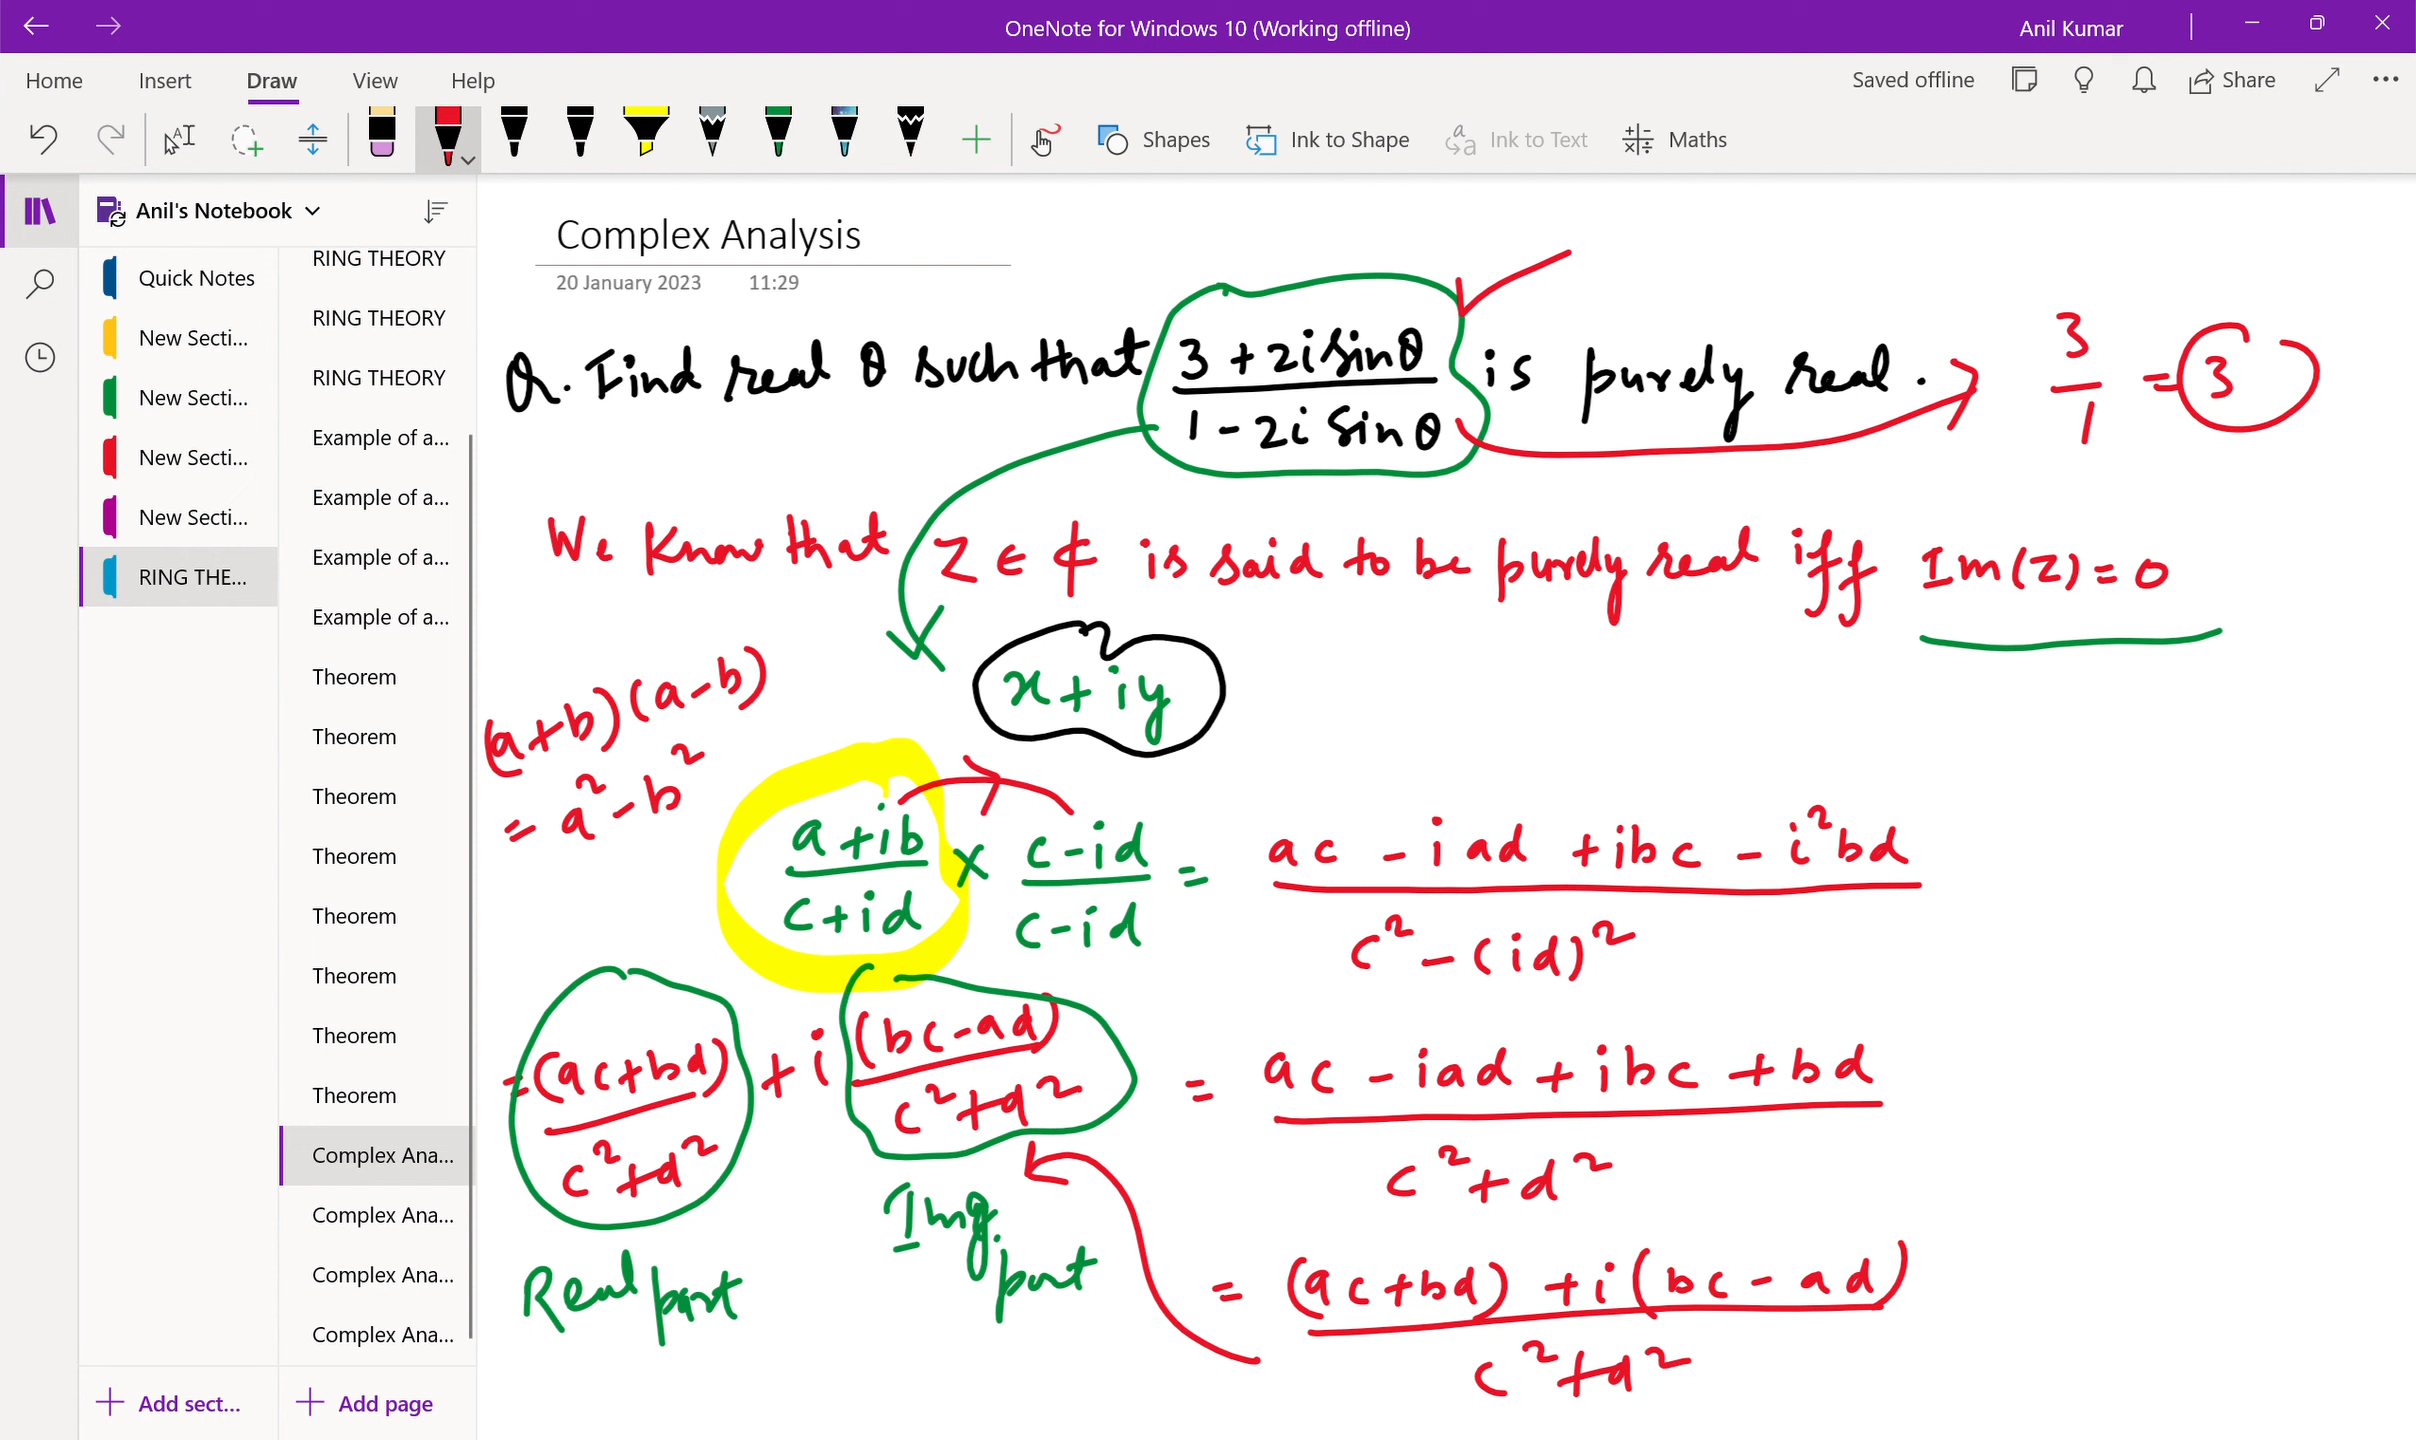 OneNote for Windows 10 (Working offline)
Anil Kumar
Home Insert Draw View Help
Saved offline Share
Shapes Ink to Shape Ink to Text Maths
Anil's Notebook
Quick Notes
New Secti...
New Secti...
New Secti...
New Secti...
RING THE...
Add sect...
RING THEORY
RING THEORY
RING THEORY
Example of a...
Example of a...
Example of a...
Example of a...
Theorem
Theorem
Theorem
Theorem
Theorem
Theorem
Theorem
Theorem
Complex Ana...
Complex Ana...
Complex Ana...
Complex Ana...
Add page
Complex Analysis
20 January 2023 11:29
Q. Find real θ such that (3 + 2i sinθ)/(1 - 2i sinθ) is purely real. 3/1 = 3
We know that Z ∈ ₵ is said to be purely real iff Im(Z) = 0
x + iy
(a+b)(a-b)
= a² - b²
(a + ib)/(c + id) × (c - id)/(c - id) = (ac - iad + ibc - i²bd)/(c² - (id)²)
= (ac - iad + ibc + bd)/(c² + d²)
= ((ac+bd) + i(bc - ad))/(c² + d²)
= (ac+bd)/(c²+d²) + i (bc-ad)/(c²+d²)
Real part
Img. part